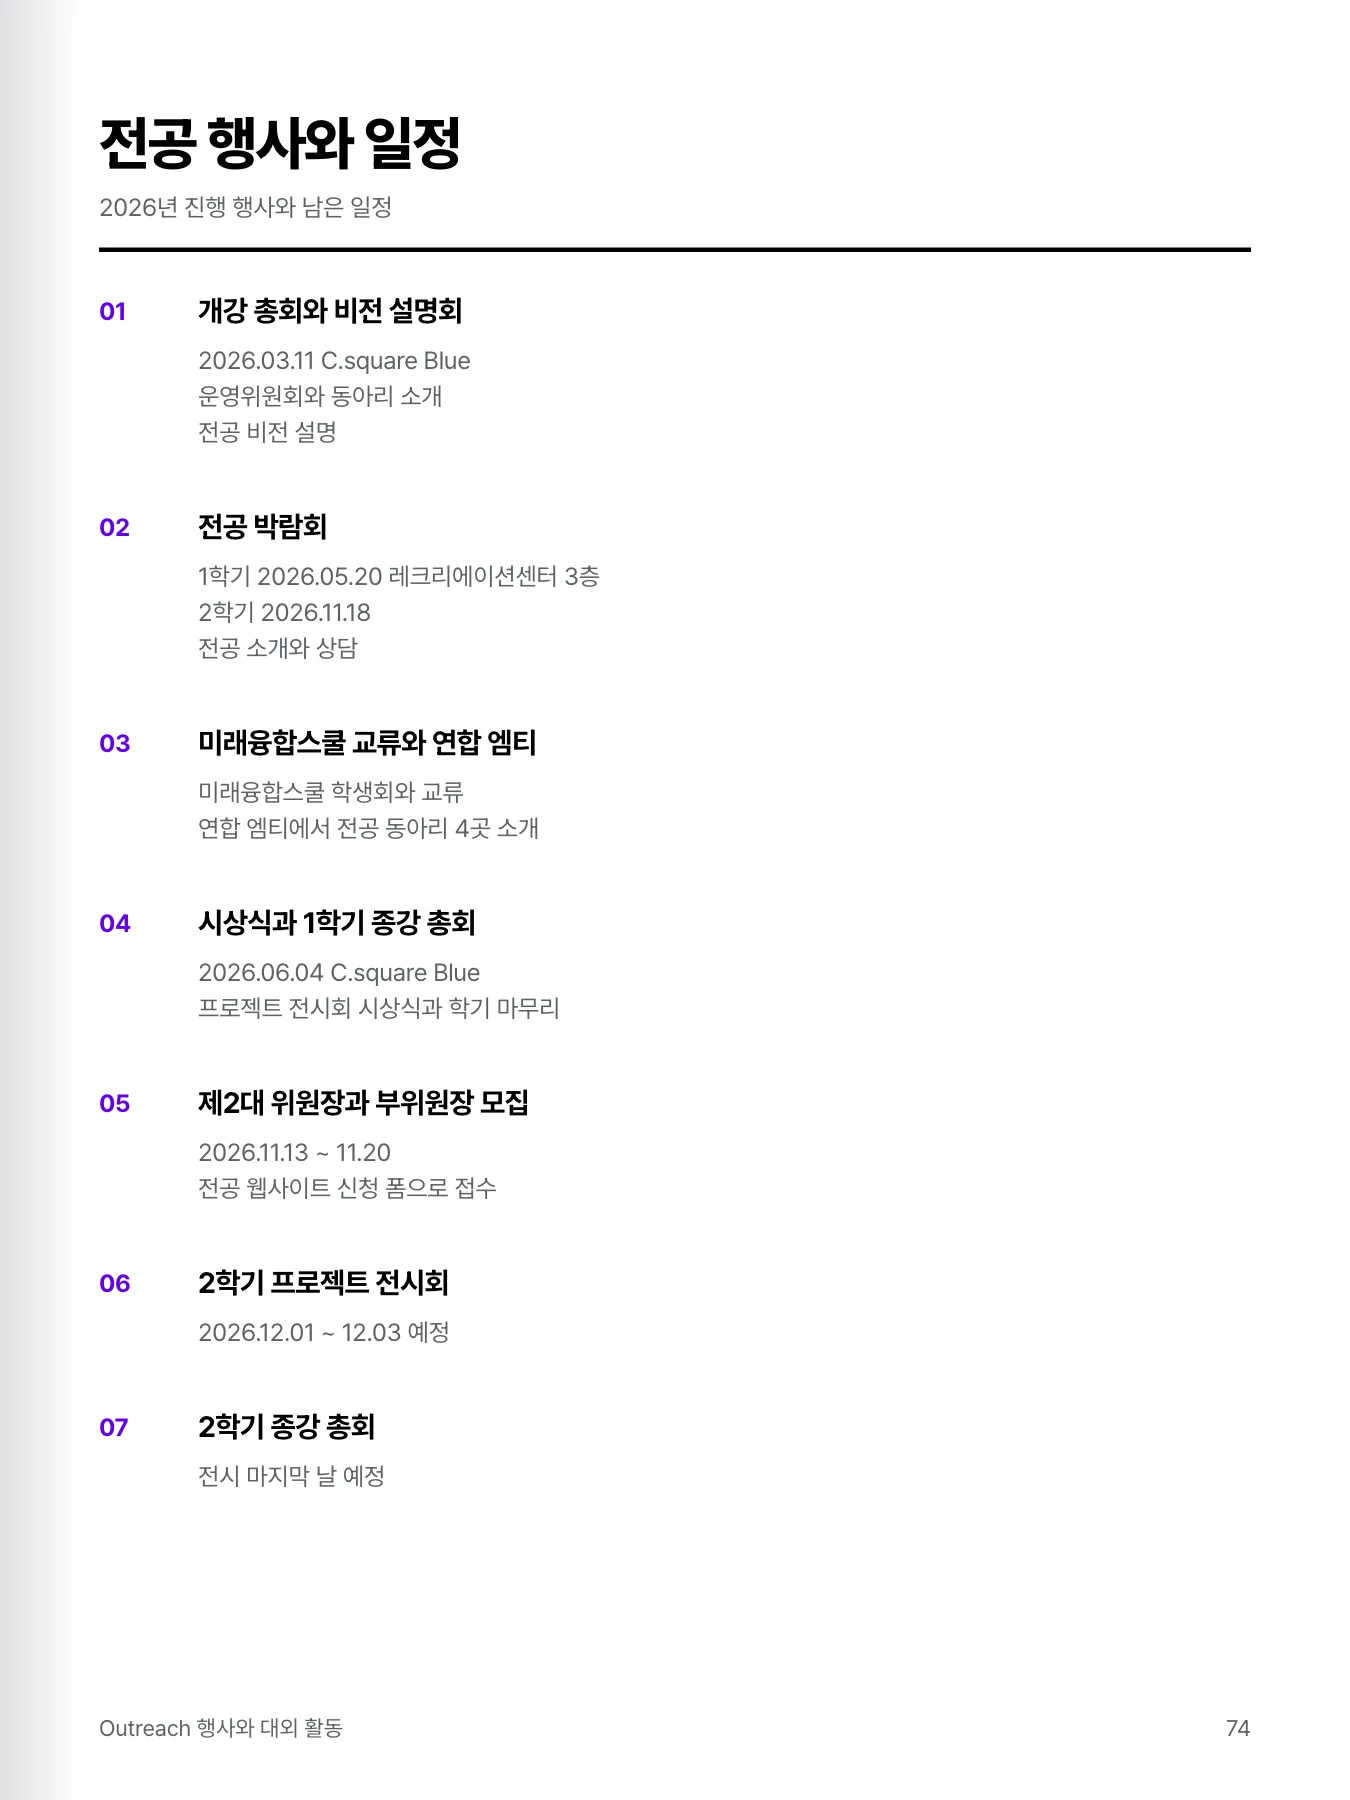 전공 행사와 일정
2026년 진행 행사와 남은 일정
01 개강 총회와 비전 설명회
2026.03.11 C.square Blue
운영위원회와 동아리 소개
전공 비전 설명
02 전공 박람회
1학기 2026.05.20 레크리에이션센터 3층
2학기 2026.11.18
전공 소개와 상담
03 미래융합스쿨 교류와 연합 엠티
미래융합스쿨 학생회와 교류
연합 엠티에서 전공 동아리 4곳 소개
04 시상식과 1학기 종강 총회
2026.06.04 C.square Blue
프로젝트 전시회 시상식과 학기 마무리
05 제2대 위원장과 부위원장 모집
2026.11.13 ~ 11.20
전공 웹사이트 신청 폼으로 접수
06 2학기 프로젝트 전시회
2026.12.01 ~ 12.03 예정
07 2학기 종강 총회
전시 마지막 날 예정
Outreach 행사와 대외 활동 74